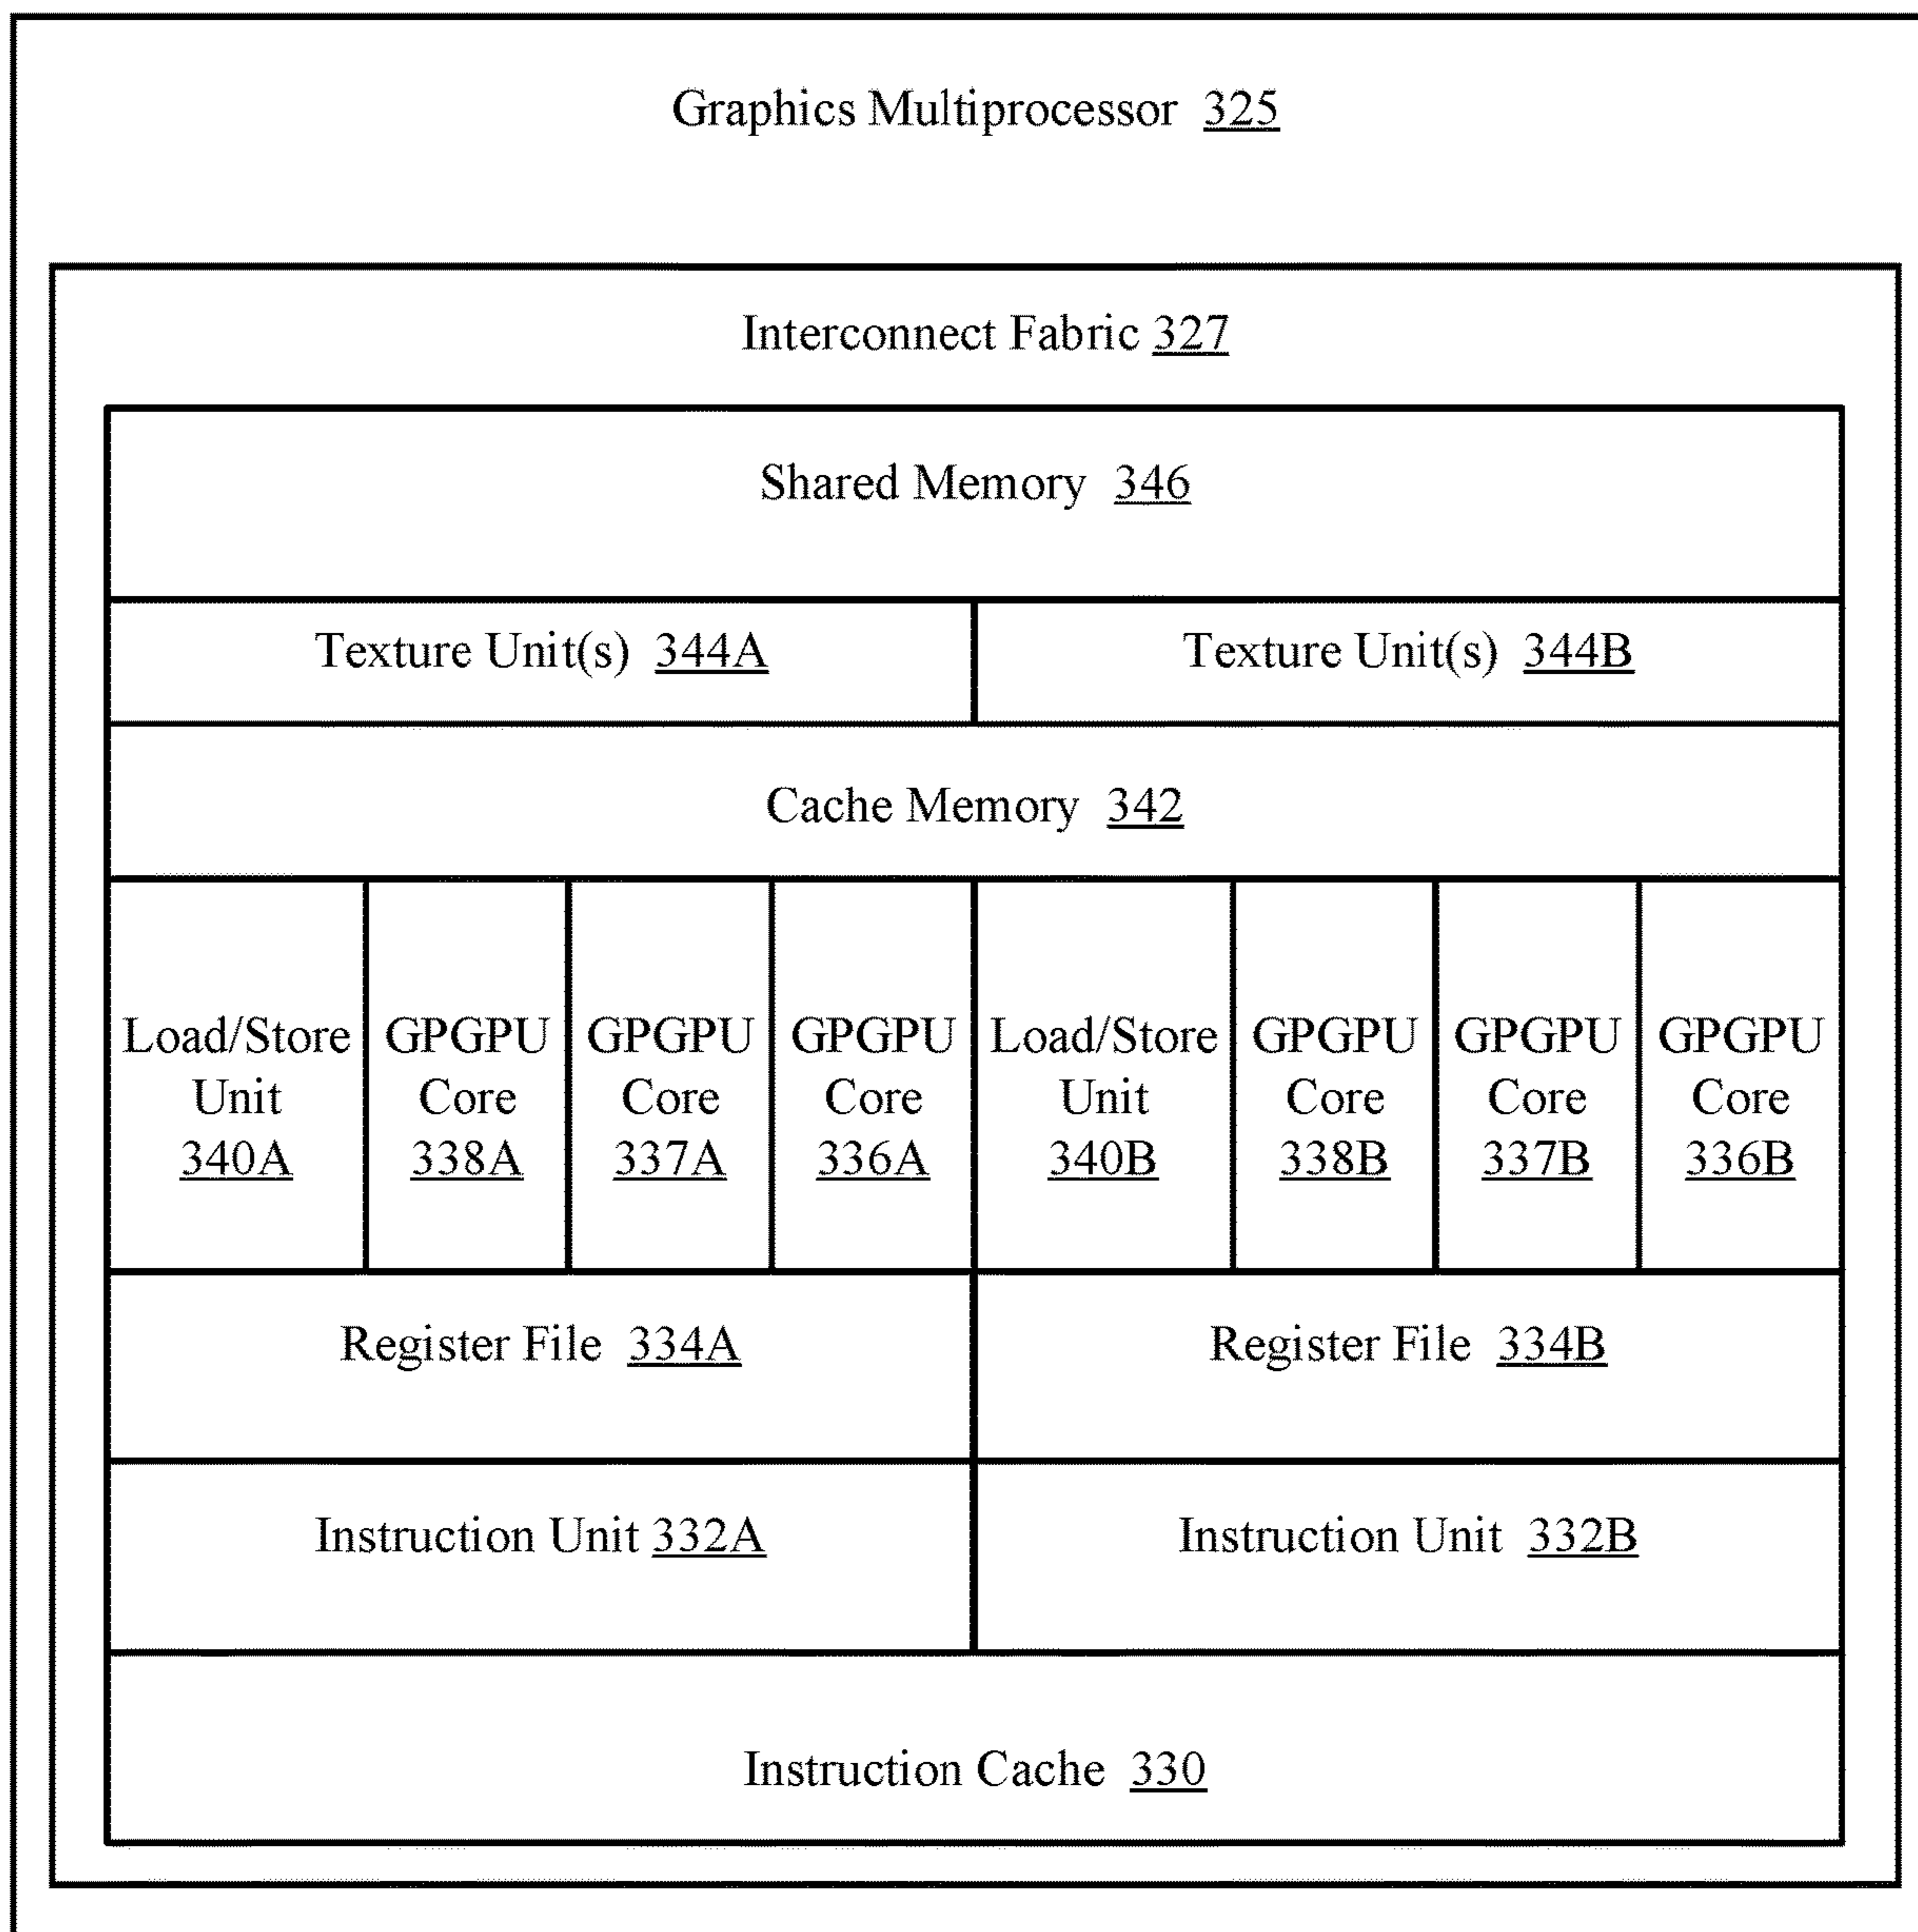 Graphics Multiprocessor 325
Interconnect Fabric 327
Shared Memory 346
Texture Unit(s) 344A
Texture Unit(s) 344B
Cache Memory 342
Load/Store
Unit
340A
GPGPU
Core
338A
GPGPU
Core
337A
GPGPU
Core
336A
Load/Store
Unit
340B
GPGPU
Core
338B
GPGPU
Core
337B
GPGPU
Core
336B
Register File 334A
Register File 334B
Instruction Unit 332A
Instruction Unit 332B
Instruction Cache 330